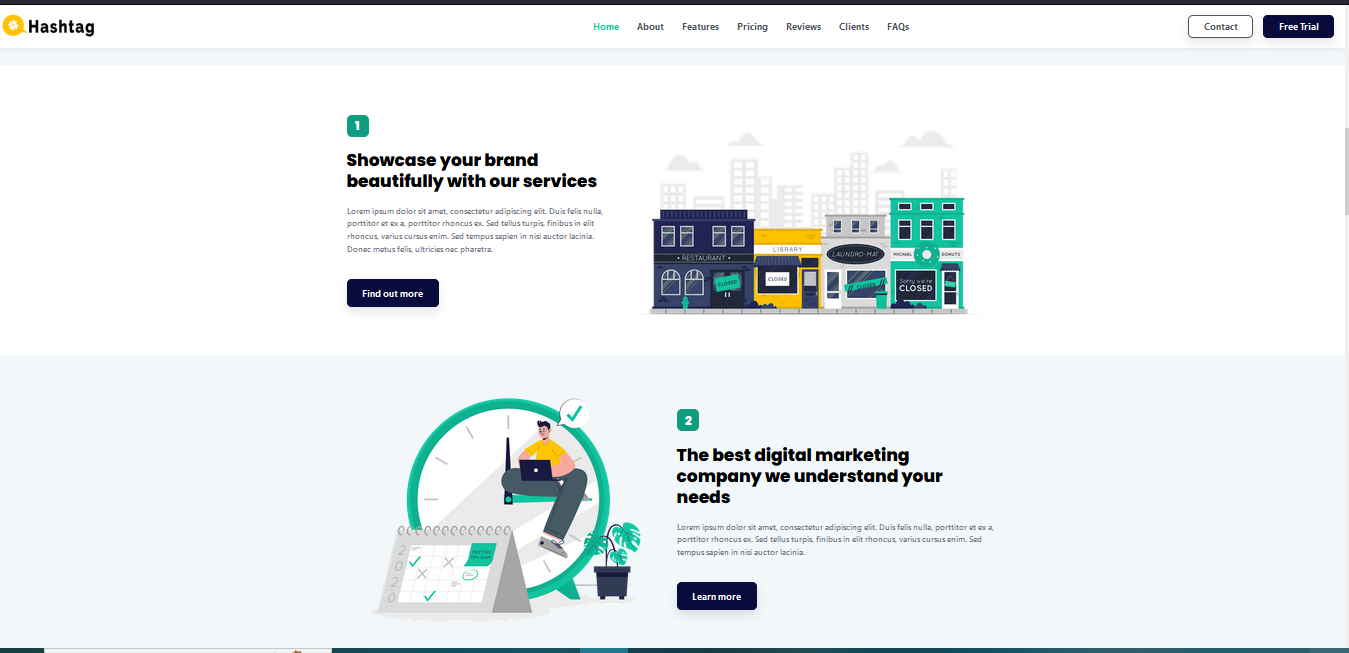 Hashtag
Home About Features Pricing Reviews Clients FAQs
Contact
Free Trial
1
Showcase your brand
beautifully with our services
Lorem ipsum dolor sit amet, consectetur adipiscing elit. Duis felis nulla,
porttitor et ex a, porttitor rhoncus ex. Sed tellus turpis, finibus in elit
rhoncus, varius cursus enim. Sed tempus sapien in nisi auctor lacinia.
Donec metus felis, ultricies nec pharetra.
Find out more
• RESTAURANT •
CLOSED
LIBRARY
CLOSED
LAUNDRO-MAT
CLOSED
MICHAEL DONUTS
Sorry we're
CLOSED
2
The best digital marketing
company we understand your
needs
Lorem ipsum dolor sit amet, consectetur adipiscing elit. Duis felis nulla, porttitor et ex a,
porttitor rhoncus ex. Sed tellus turpis, finibus in elit rhoncus, varius cursus enim. Sed
tempus sapien in nisi auctor lacinia.
Learn more
2
0
2
0
MEETING